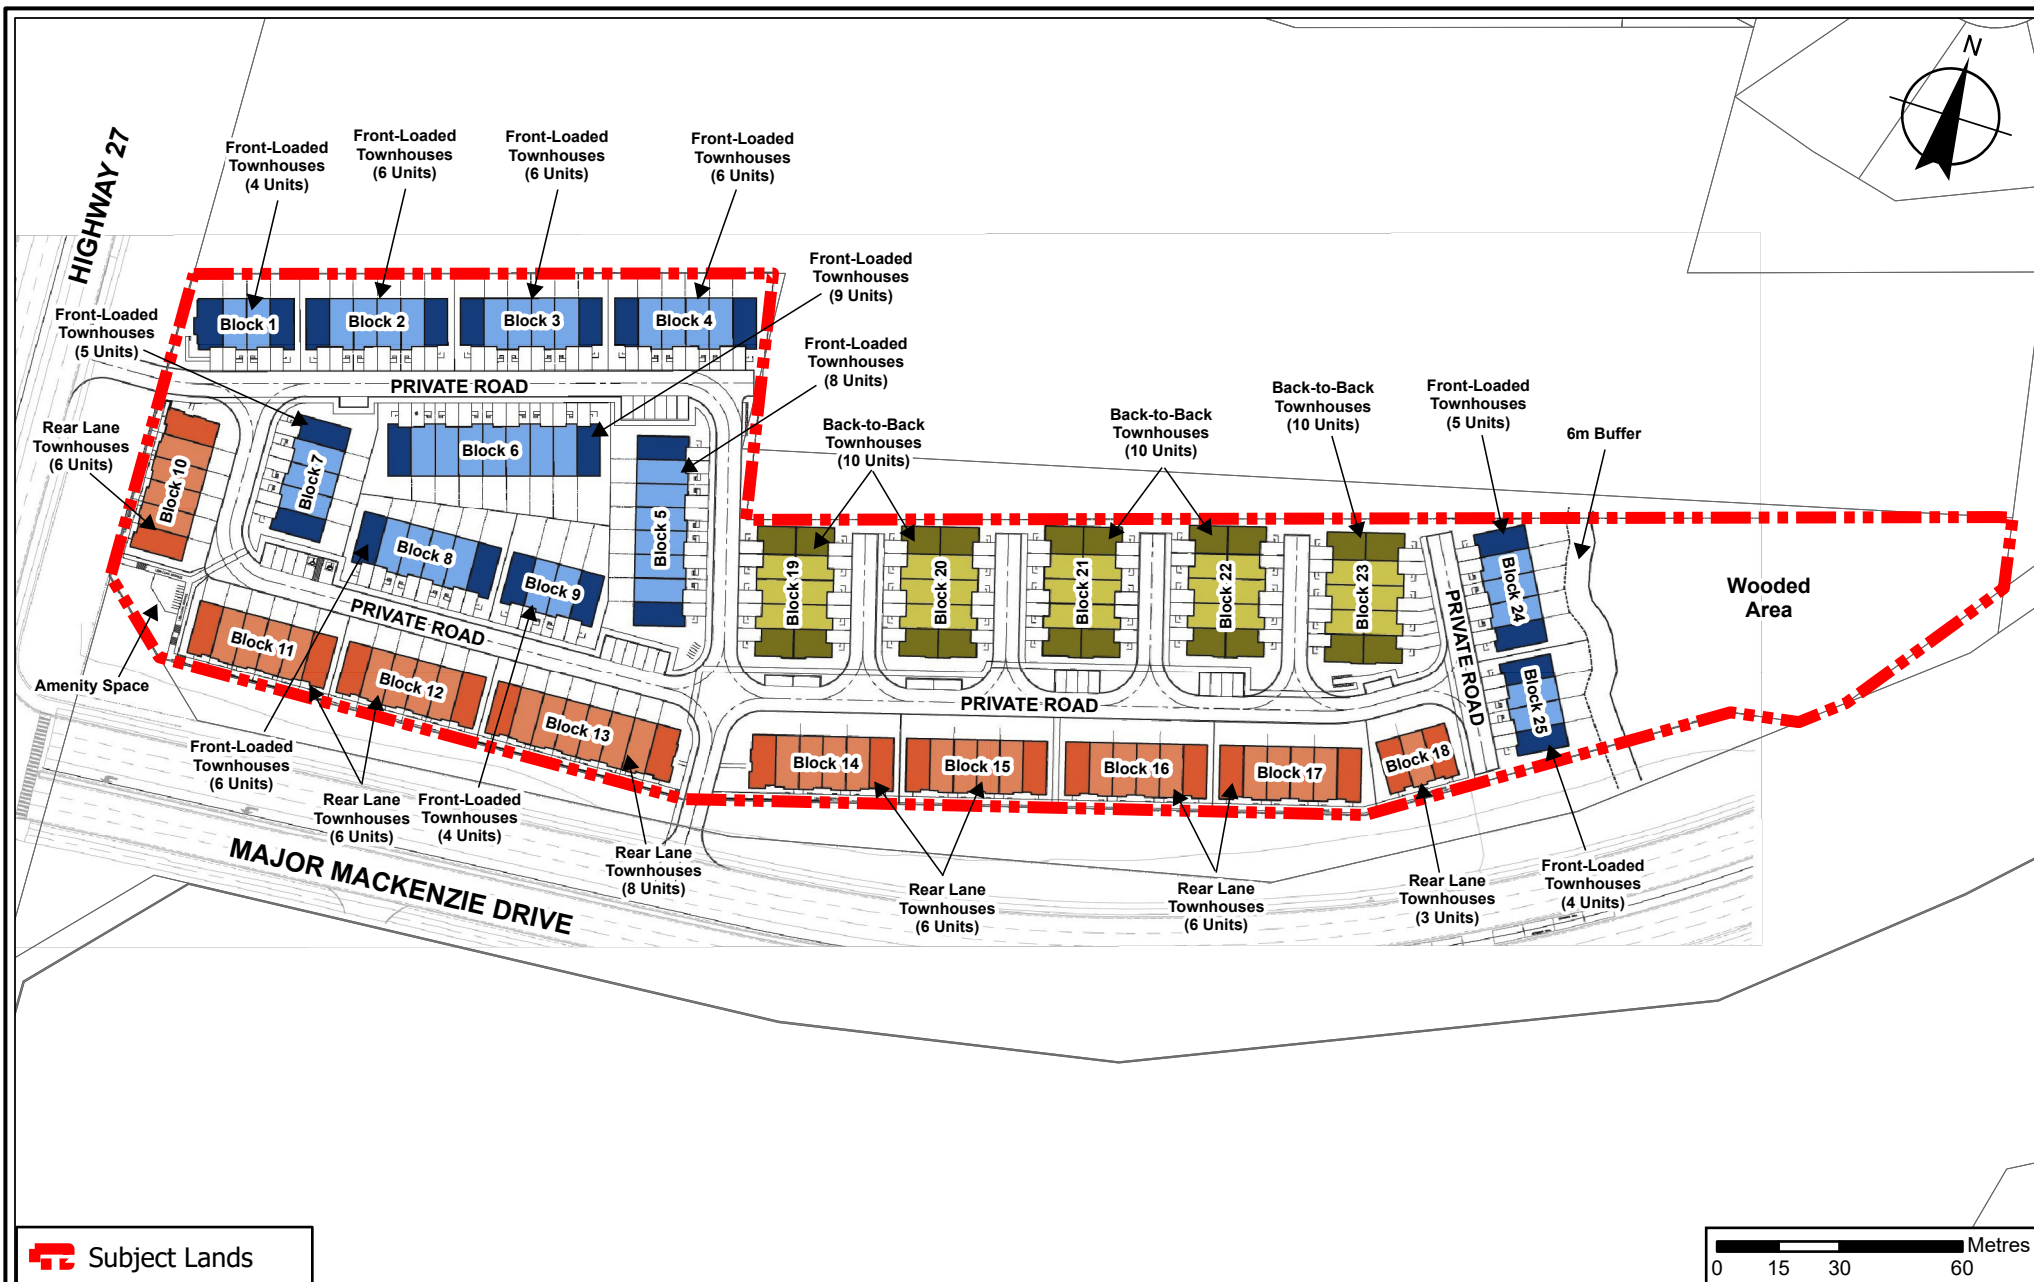 N
HIGHWAY 27
Front-Loaded
Townhouses
(4 Units)
Front-Loaded
Townhouses
(6 Units)
Front-Loaded
Townhouses
(6 Units)
Front-Loaded
Townhouses
(6 Units)
Front-Loaded
Townhouses
(9 Units)
Front-Loaded
Townhouses
(5 Units)
Front-Loaded
Townhouses
(8 Units)
Block 1
Block 2
Block 3
Block 4
PRIVATE ROAD
Rear Lane
Townhouses
(6 Units)
Back-to-Back
Townhouses
(10 Units)
Back-to-Back
Townhouses
(10 Units)
Back-to-Back
Townhouses
(10 Units)
Front-Loaded
Townhouses
(5 Units)
6m Buffer
Block 10
Block 7
Block 6
Block 5
Block 8
Block 9
Block 19
Block 20
Block 21
Block 22
Block 23
Block 24
Wooded
Area
PRIVATE ROAD
PRIVATE ROAD
Block 11
Block 12
Block 13
Amenity Space
PRIVATE ROAD
Block 25
Block 14
Block 15
Block 16
Block 17
Block 18
Front-Loaded
Townhouses
(6 Units)
Rear Lane
Townhouses
(6 Units)
Front-Loaded
Townhouses
(4 Units)
Rear Lane
Townhouses
(8 Units)
Rear Lane
Townhouses
(6 Units)
Rear Lane
Townhouses
(6 Units)
Rear Lane
Townhouses
(3 Units)
Front-Loaded
Townhouses
(4 Units)
MAJOR MACKENZIE DRIVE
Subject Lands
Metres
0 15 30 60